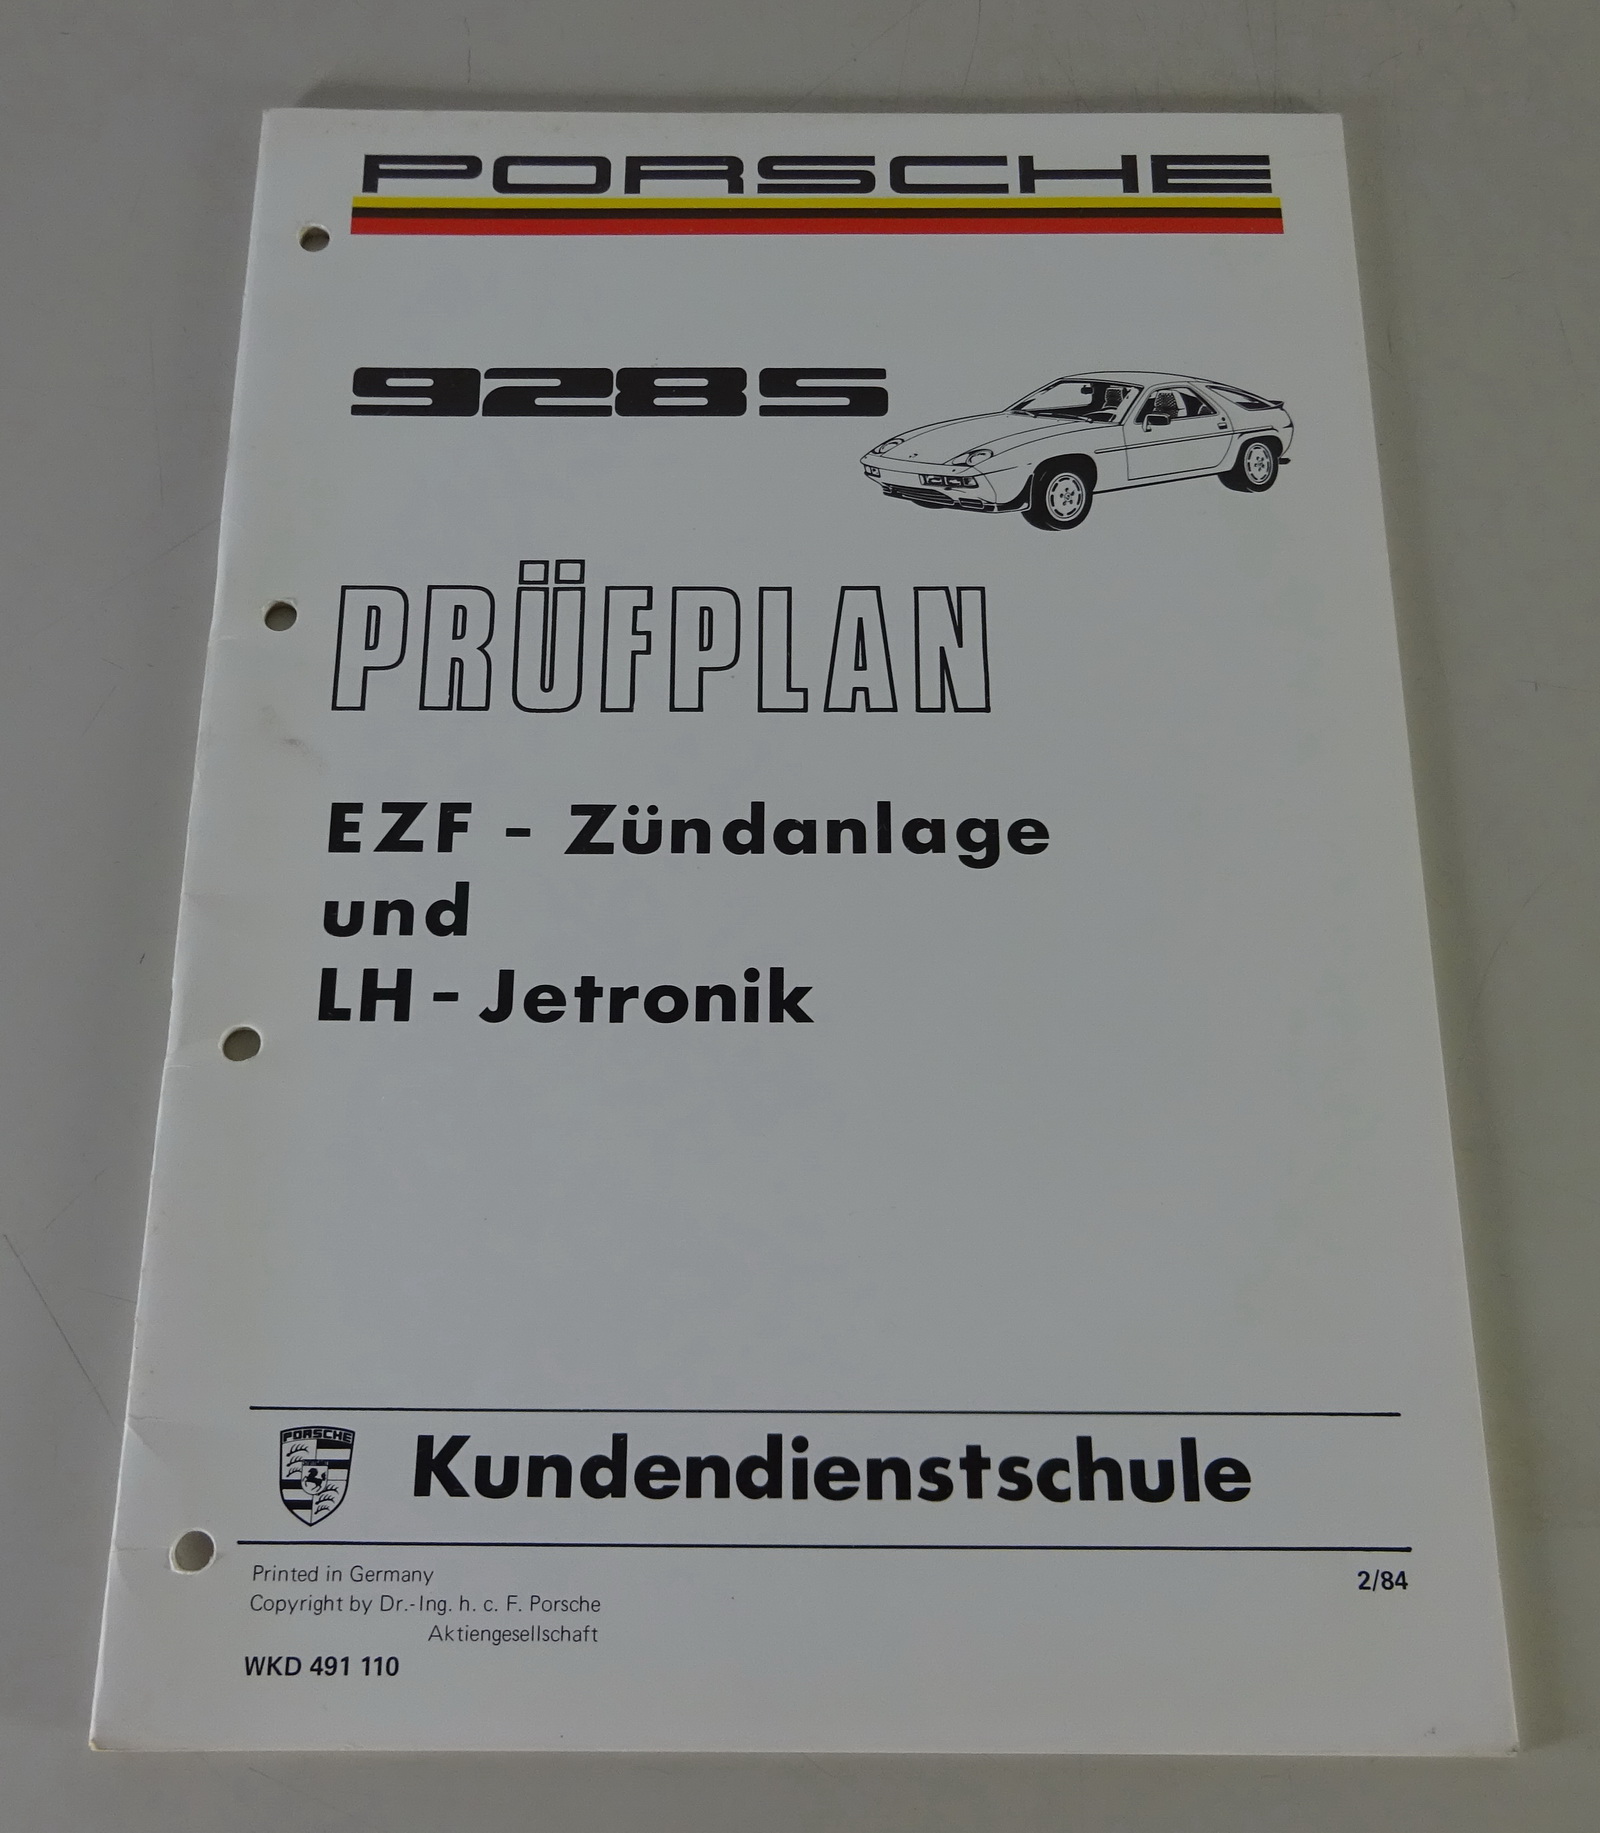 PORSCHE
928S
PRÜFPLAN
EZF - Zündanlage
und
LH - Jetronik
PORSCHE
Kundendienstschule
Printed in Germany
2/84
Copyright by Dr.-Ing. h. c. F. Porsche
Aktiengesellschaft
WKD 491 110